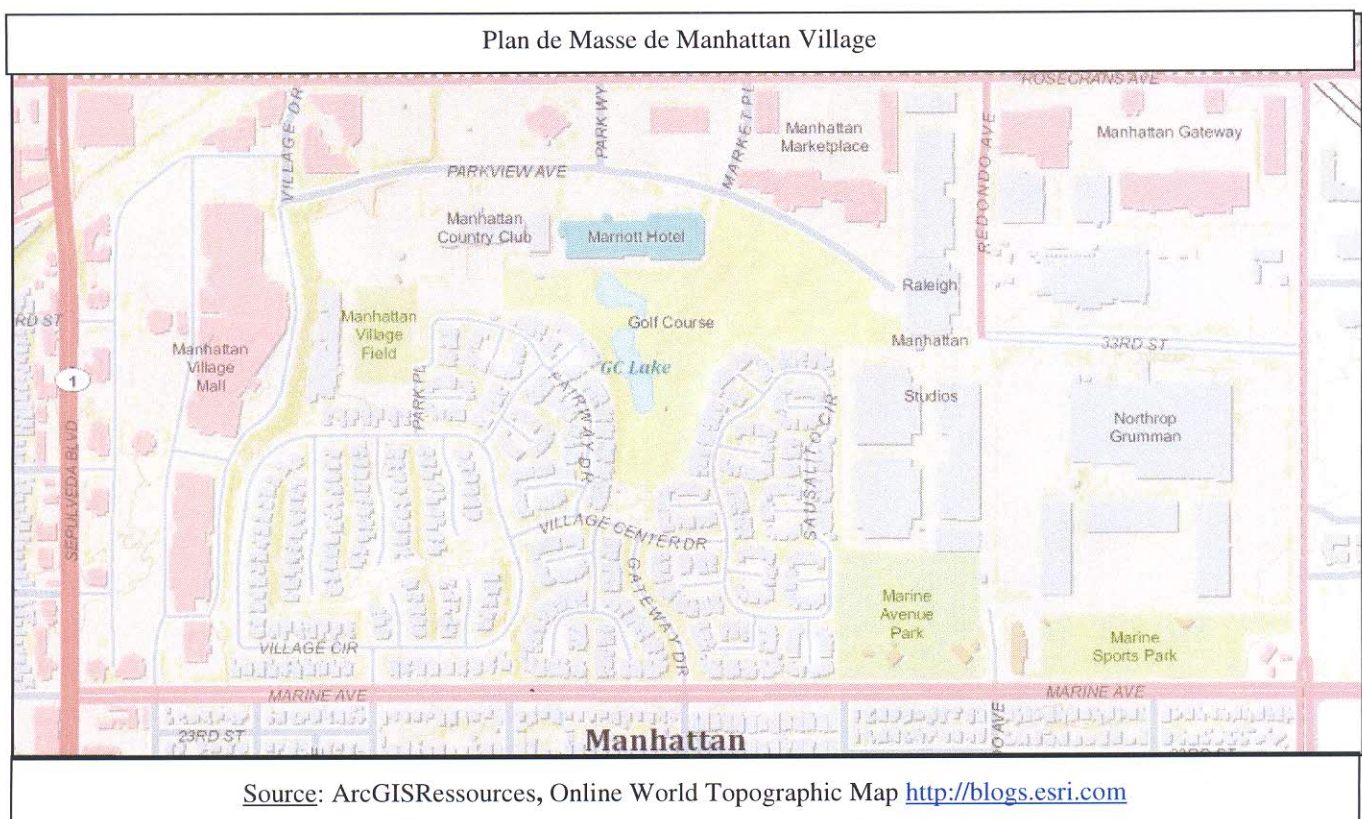 Plan de Masse de Manhattan Village
ROSECRANS AVE
VILLAGE DR
PARK WY
MARKET PL
REDONDO AVE
Manhattan
Marketplace
Manhattan Gateway
PARKVIEW AVE
Manhattan
Country Club
Marriott Hotel
Raleigh
Manhattan
Studios
Golf Course
GC Lake
Manhattan
Village
Field
Manhattan
Village
Mall
RD ST
1
SEPULVEDA BLVD
PARK PL
FAIRWAY DR
SAUSALITO CIR
33RD ST
Northrop
Grumman
VILLAGE CENTER DR
GATEWAY DR
Marine
Avenue
Park
Marine
Sports Park
VILLAGE CIR
MARINE AVE
MARINE AVE
23RD ST
Manhattan
DO AVE
Source: ArcGISRessources, Online World Topographic Map http://blogs.esri.com